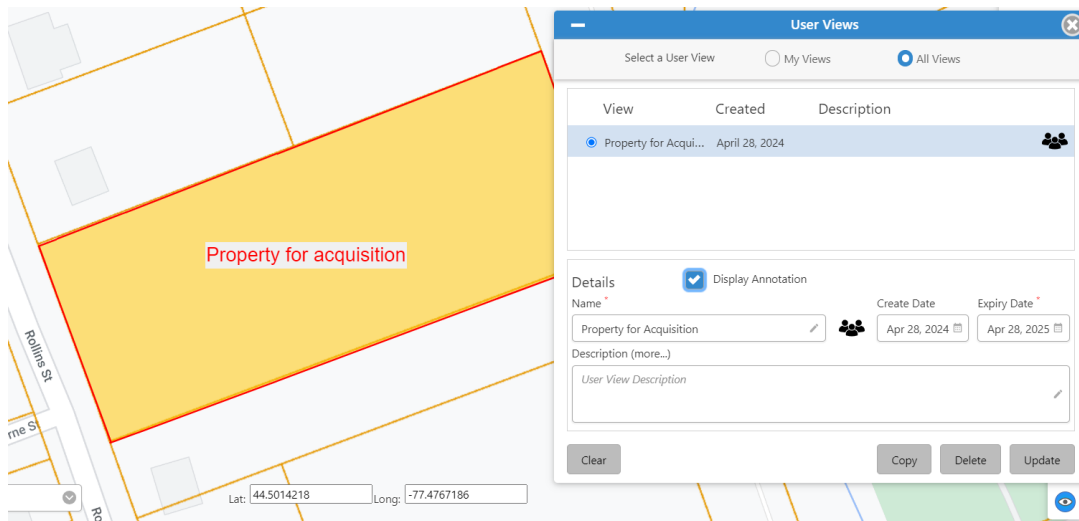 User Views
Select a User View My Views All Views
View Created Description
Property for Acqui... April 28, 2024
Property for acquisition
Details Display Annotation
Name * Create Date Expiry Date *
Property for Acquisition Apr 28, 2024 Apr 28, 2025
Description (more...)
User View Description
Rollins St
rne S
Clear Copy Delete Update
Lat: 44.5014218 Long: -77.4767186
Ro